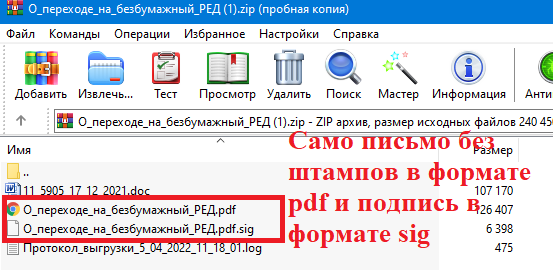 О_переходе_на_безбумажный_РЕД (1).zip (пробная копия)
Файл Команды Операции Избранное Настройки Справка
Добавить Извлечь... Тест Просмотр Удалить Поиск Мастер Информация Анти
О_переходе_на_безбумажный_РЕД (1).zip - ZIP архив, размер исходных файлов 240 450
Имя
..
11_5905_17_12_2021.doc 107 170
О_переходе_на_безбумажный_РЕД.pdf 126 407
О_переходе_на_безбумажный_РЕД.pdf.sig 6 398
Протокол_выгрузки_5_04_2022_11_18_01.log 475
Само письмо без
штампов в формате
pdf и подпись в
формате sig